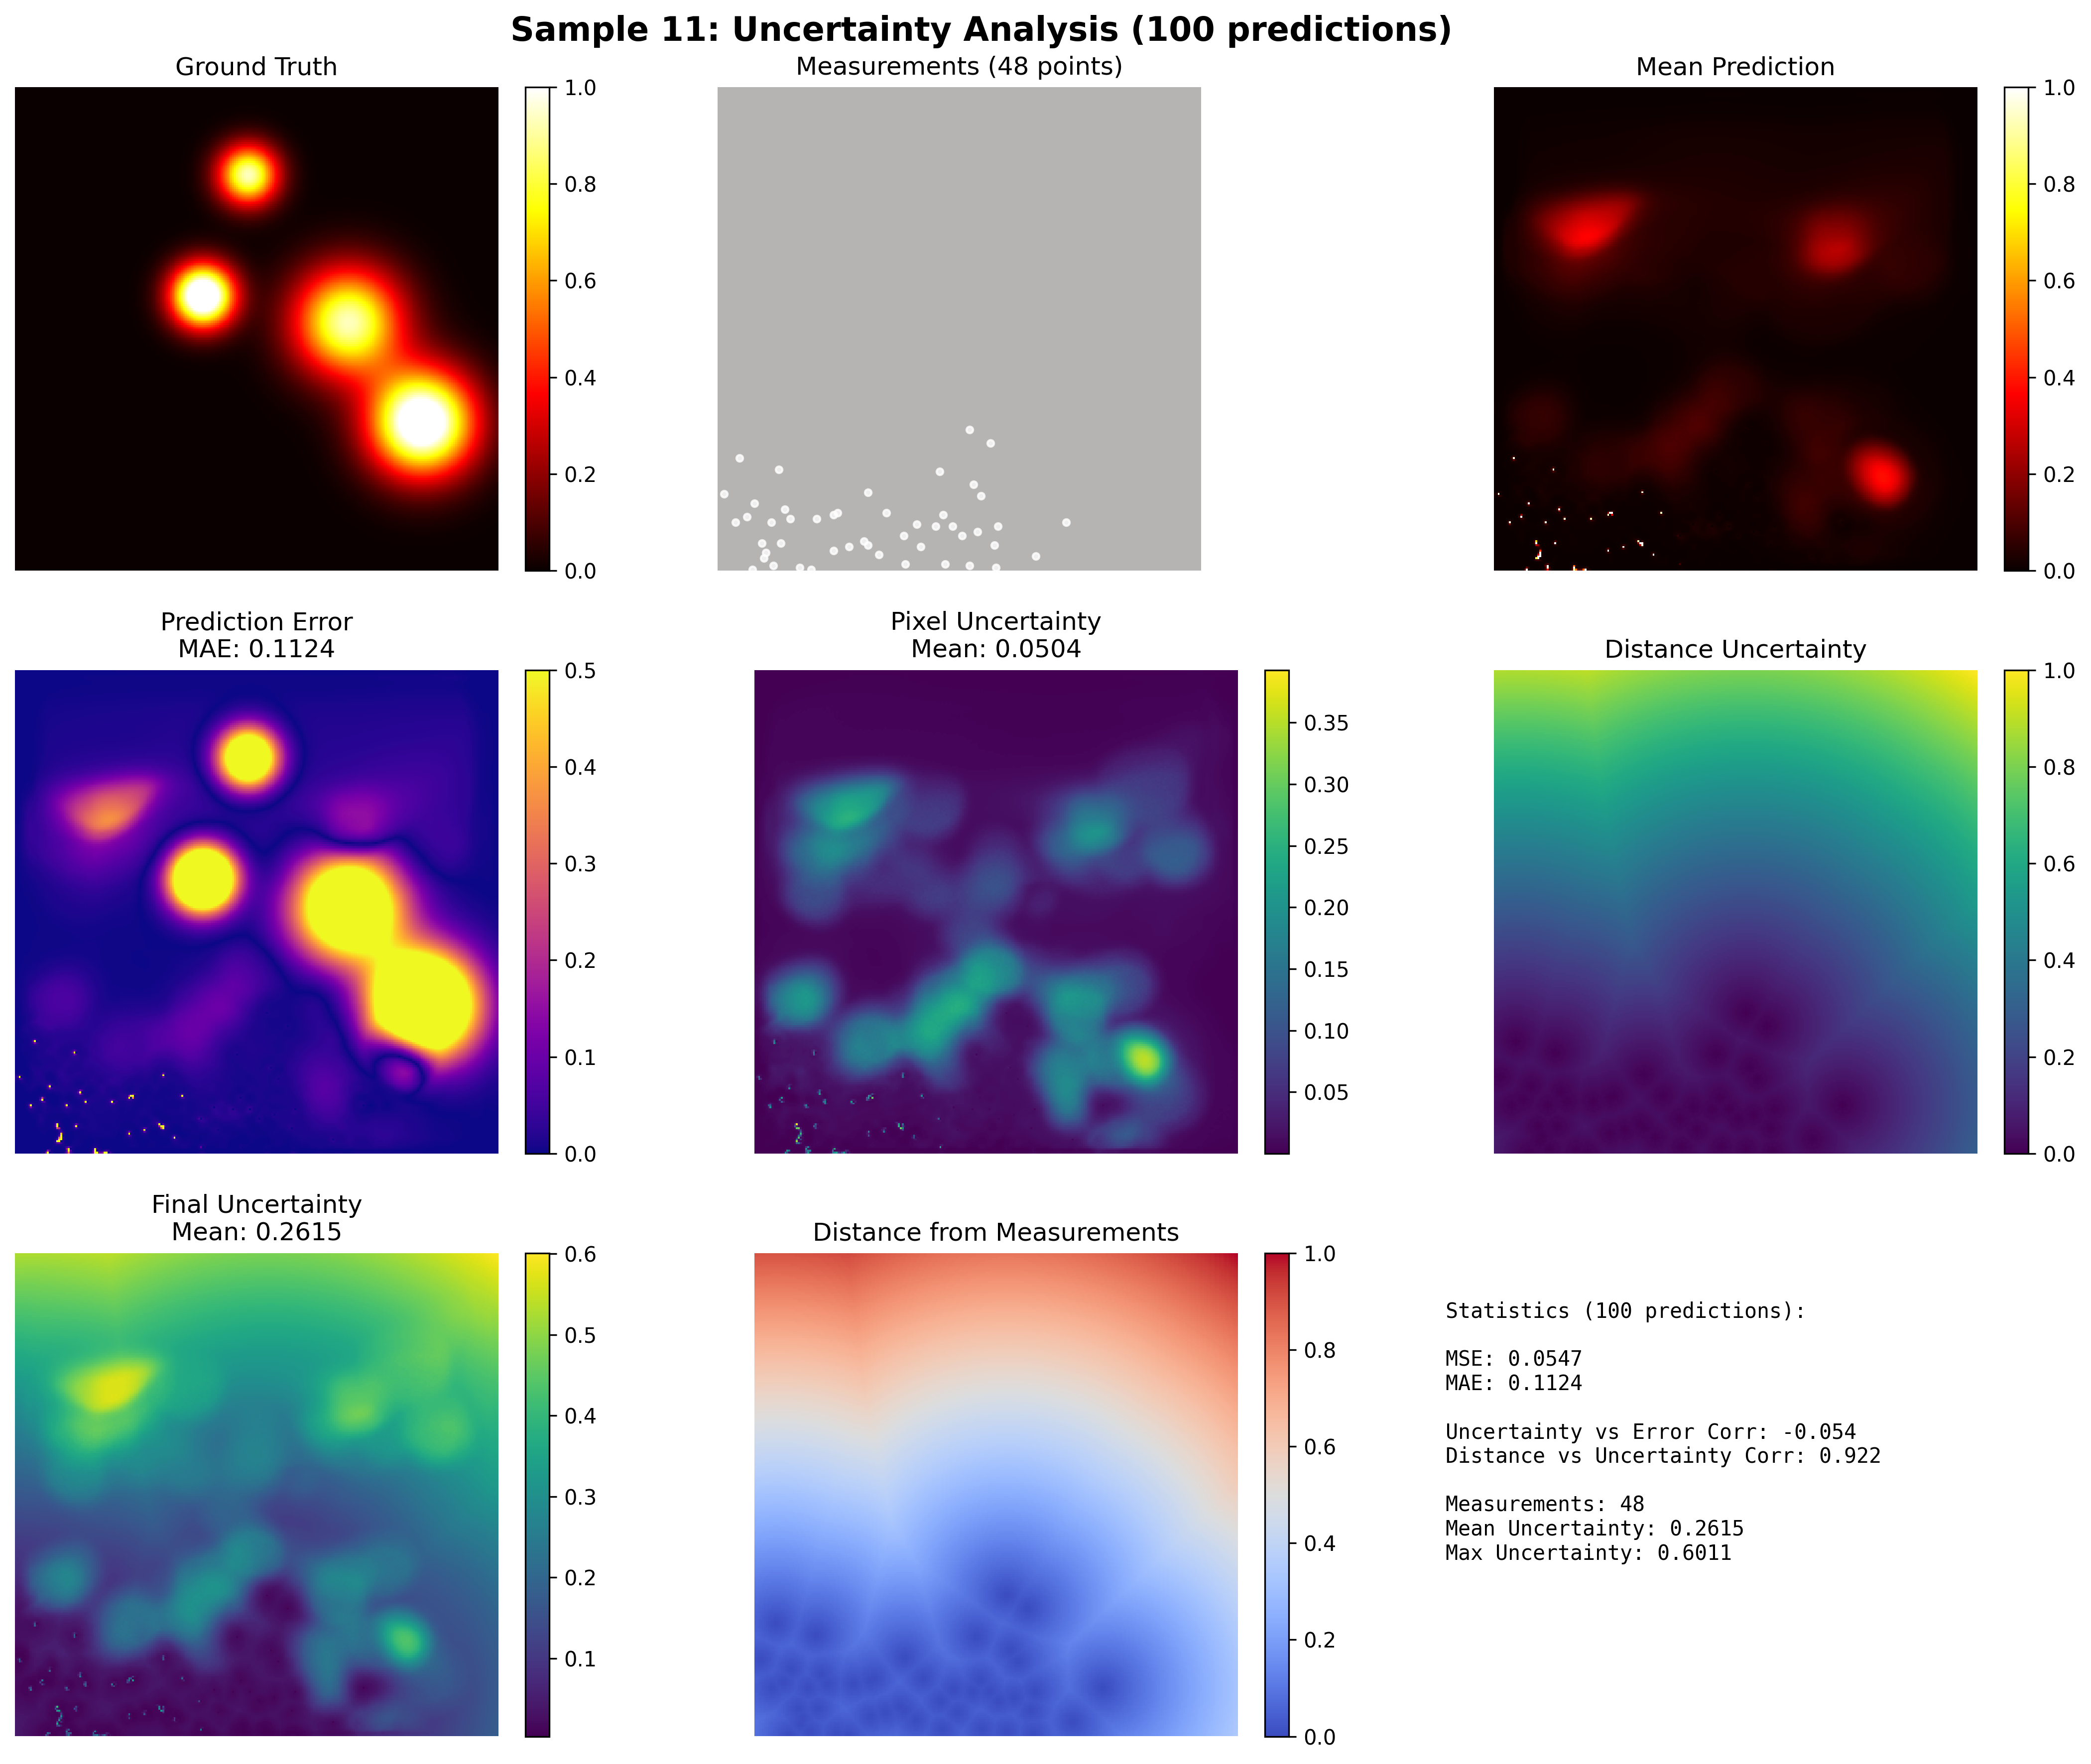 Sample 11: Uncertainty Analysis (100 predictions)
Ground Truth
1.0
0.8
0.6
0.4
0.2
0.0
Measurements (48 points)
Mean Prediction
1.0
0.8
0.6
0.4
0.2
0.0
Prediction Error
MAE: 0.1124
0.5
0.4
0.3
0.2
0.1
0.0
Pixel Uncertainty
Mean: 0.0504
0.35
0.30
0.25
0.20
0.15
0.10
0.05
Distance Uncertainty
1.0
0.8
0.6
0.4
0.2
0.0
Final Uncertainty
Mean: 0.2615
0.6
0.5
0.4
0.3
0.2
0.1
Distance from Measurements
1.0
0.8
0.6
0.4
0.2
0.0
Statistics (100 predictions):
MSE: 0.0547
MAE: 0.1124
Uncertainty vs Error Corr: -0.054
Distance vs Uncertainty Corr: 0.922
Measurements: 48
Mean Uncertainty: 0.2615
Max Uncertainty: 0.6011